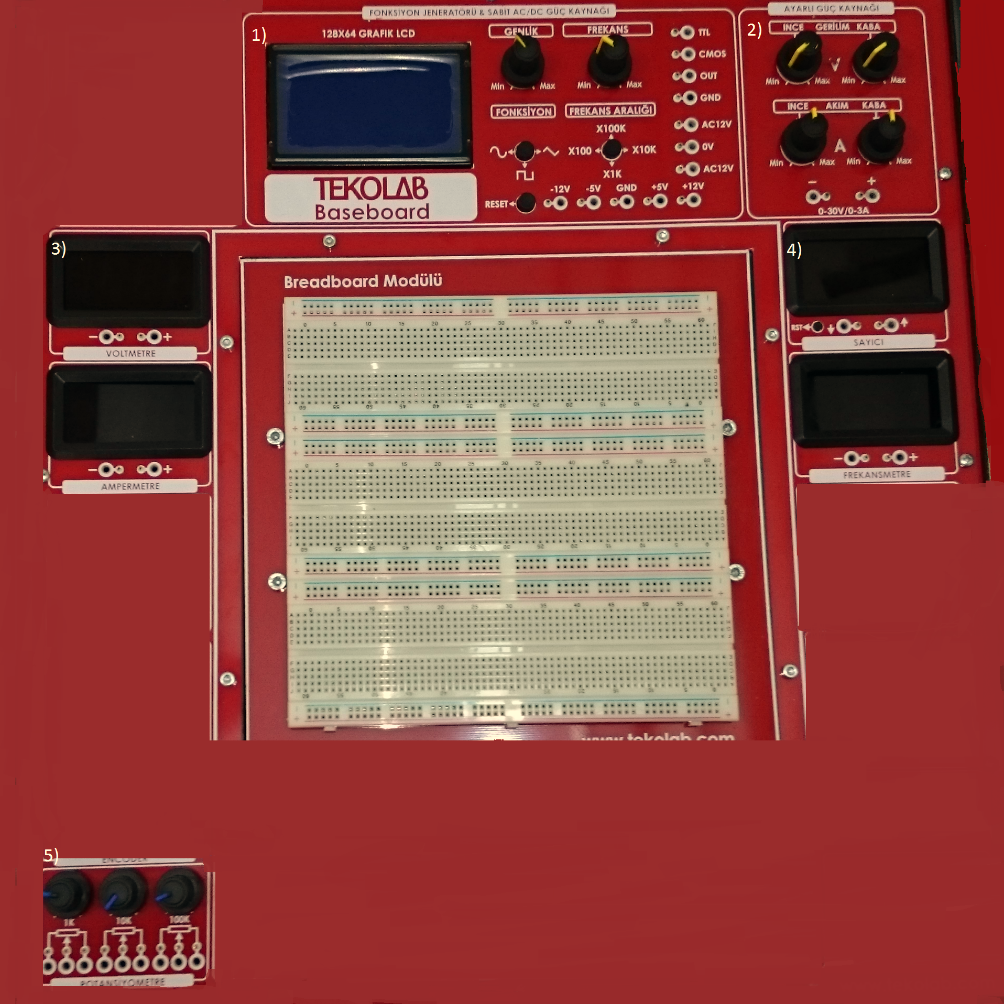 1)
FONKSİYON JENERATÖRÜ & SABİT AC/DC GÜÇ KAYNAĞI
128X64 GRAFIK LCD
GENLİK
FREKANS
Min
Max
Min
Max
FONKSİYON
FREKANS ARALIĞI
X100K
X100
X10K
X1K
RESET
-12V
-5V
GND
+5V
+12V
TTL
CMOS
OUT
GND
AC12V
0V
AC12V
TEKOLAB
Baseboard
2)
AYARLI GÜÇ KAYNAĞI
İNCE GERİLİM KABA
Min
V
Max
Min
Max
İNCE AKIM KABA
Min
A
Max
Min
Max
- +
0-30V/0-3A
3)
- +
VOLTMETRE
- +
AMPERMETRE
Breadboard Modülü
www.tekolab.com
4)
RST
SAYICI
- +
FREKANSMETRE
5)
ENCODER
1K
10K
100K
POTANSİYOMETRE